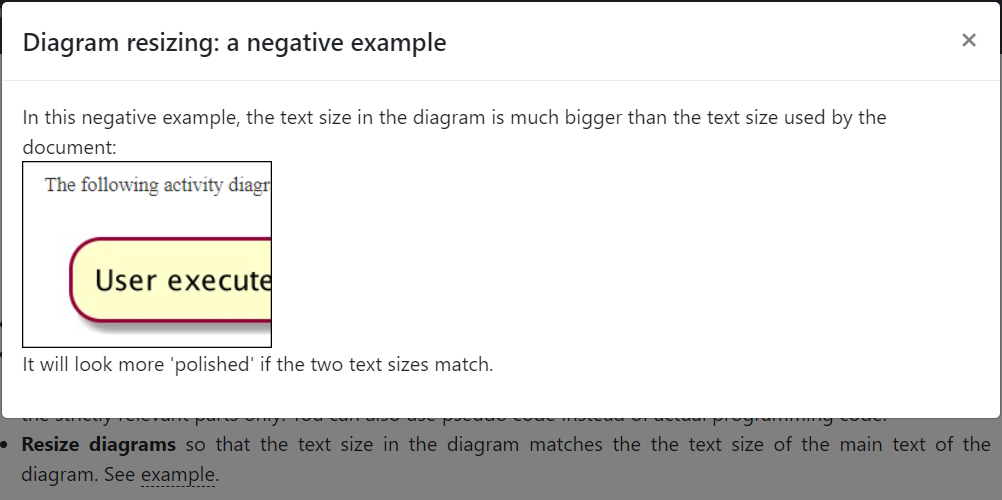 Diagram resizing: a negative example
×
In this negative example, the text size in the diagram is much bigger than the text size used by the
document:
The following activity diagr
User execute
It will look more 'polished' if the two text sizes match.
the strictly relevant parts only. You can also use pseudo code instead of actual programming code.
• Resize diagrams so that the text size in the diagram matches the the text size of the main text of the
diagram. See example.